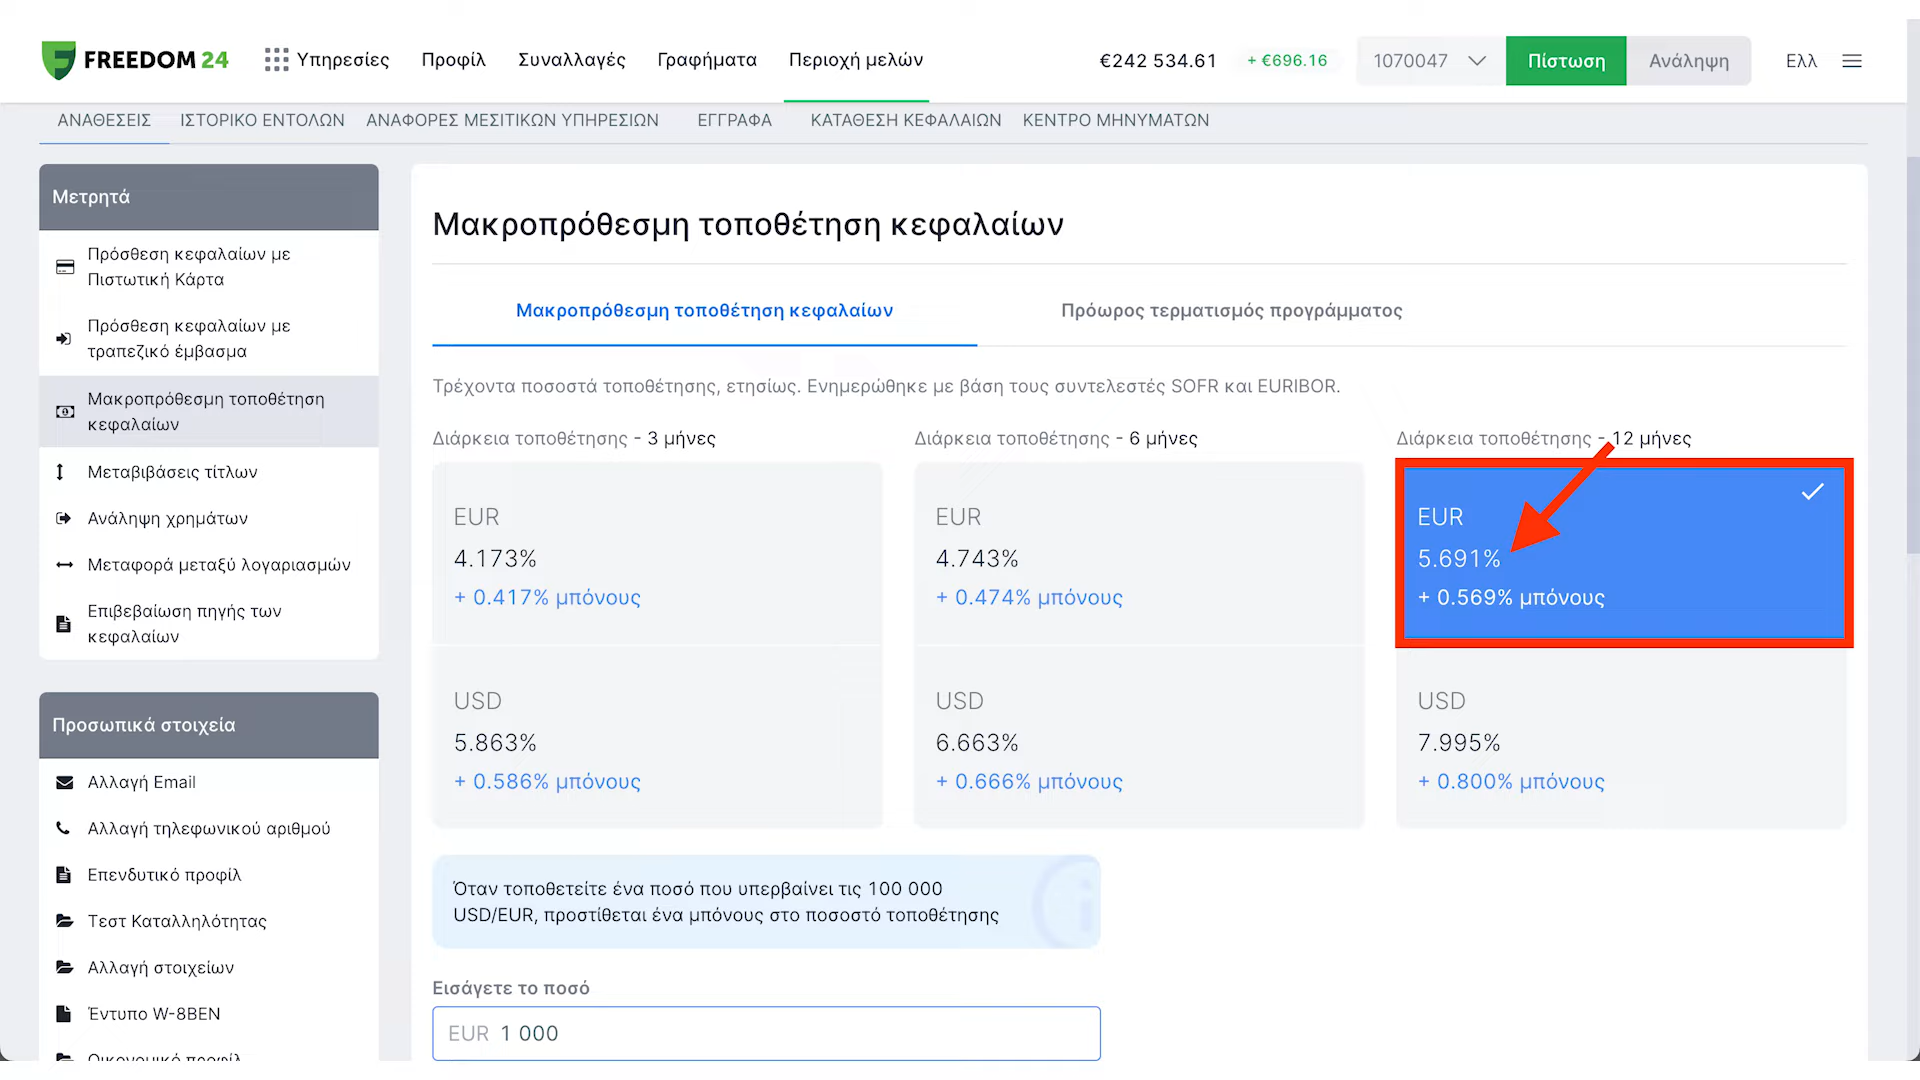 FREEDOM 24
Υπηρεσίες
Προφίλ
Συναλλαγές
Γραφήματα
Περιοχή μελών
€242 534.61
+ €696.16
1070047
Πίστωση
Ανάληψη
Ελλ
ΑΝΑΘΕΣΕΙΣ
ΙΣΤΟΡΙΚΟ ΕΝΤΟΛΩΝ
ΑΝΑΦΟΡΕΣ ΜΕΣΙΤΙΚΩΝ ΥΠΗΡΕΣΙΩΝ
ΕΓΓΡΑΦΑ
ΚΑΤΑΘΕΣΗ ΚΕΦΑΛΑΙΩΝ
ΚΕΝΤΡΟ ΜΗΝΥΜΑΤΩΝ
Μετρητά
Πρόσθεση κεφαλαίων με
Πιστωτική Κάρτα
Πρόσθεση κεφαλαίων με
τραπεζικό έμβασμα
Μακροπρόθεσμη τοποθέτηση
κεφαλαίων
Μεταβιβάσεις τίτλων
Ανάληψη χρημάτων
Μεταφορά μεταξύ λογαριασμών
Επιβεβαίωση πηγής των
κεφαλαίων
Προσωπικά στοιχεία
Αλλαγή Email
Αλλαγή τηλεφωνικού αριθμού
Επενδυτικό προφίλ
Τεστ Καταλληλότητας
Αλλαγή στοιχείων
Έντυπο W-8BEN
Οικονομικό προφίλ
Μακροπρόθεσμη τοποθέτηση κεφαλαίων
Μακροπρόθεσμη τοποθέτηση κεφαλαίων
Πρόωρος τερματισμός προγράμματος
Τρέχοντα ποσοστά τοποθέτησης, ετησίως. Ενημερώθηκε με βάση τους συντελεστές SOFR και EURIBOR.
Διάρκεια τοποθέτησης - 3 μήνες
EUR
4.173%
+ 0.417% μπόνους
USD
5.863%
+ 0.586% μπόνους
Διάρκεια τοποθέτησης - 6 μήνες
EUR
4.743%
+ 0.474% μπόνους
USD
6.663%
+ 0.666% μπόνους
Διάρκεια τοποθέτησης - 12 μήνες
EUR
5.691%
+ 0.569% μπόνους
USD
7.995%
+ 0.800% μπόνους
Όταν τοποθετείτε ένα ποσό που υπερβαίνει τις 100 000
USD/EUR, προστίθεται ένα μπόνους στο ποσοστό τοποθέτησης
Εισάγετε το ποσό
EUR 1 000